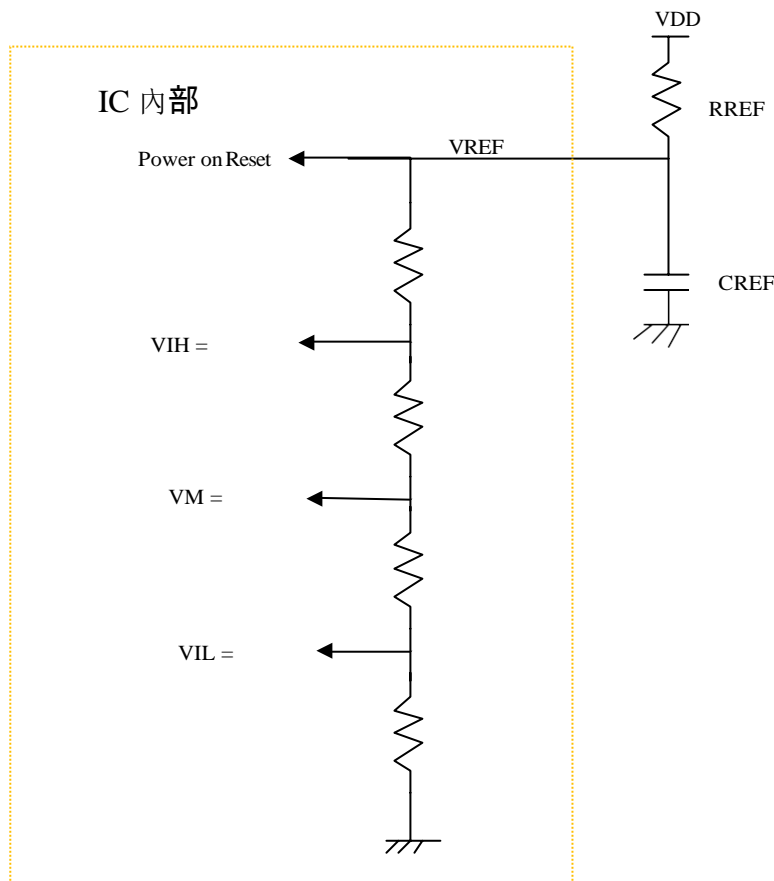 VDD
IC 內部
RREF
VREF
Power on Reset
CREF
VIH =
VM =
VIL =